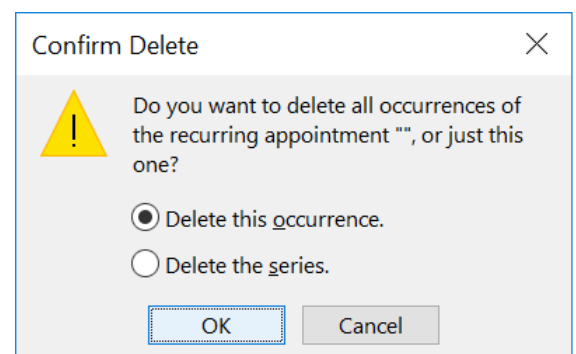 Confirm Delete
Do you want to delete all occurrences of
the recurring appointment "", or just this
one?
Delete this occurrence.
Delete the series.
OK Cancel